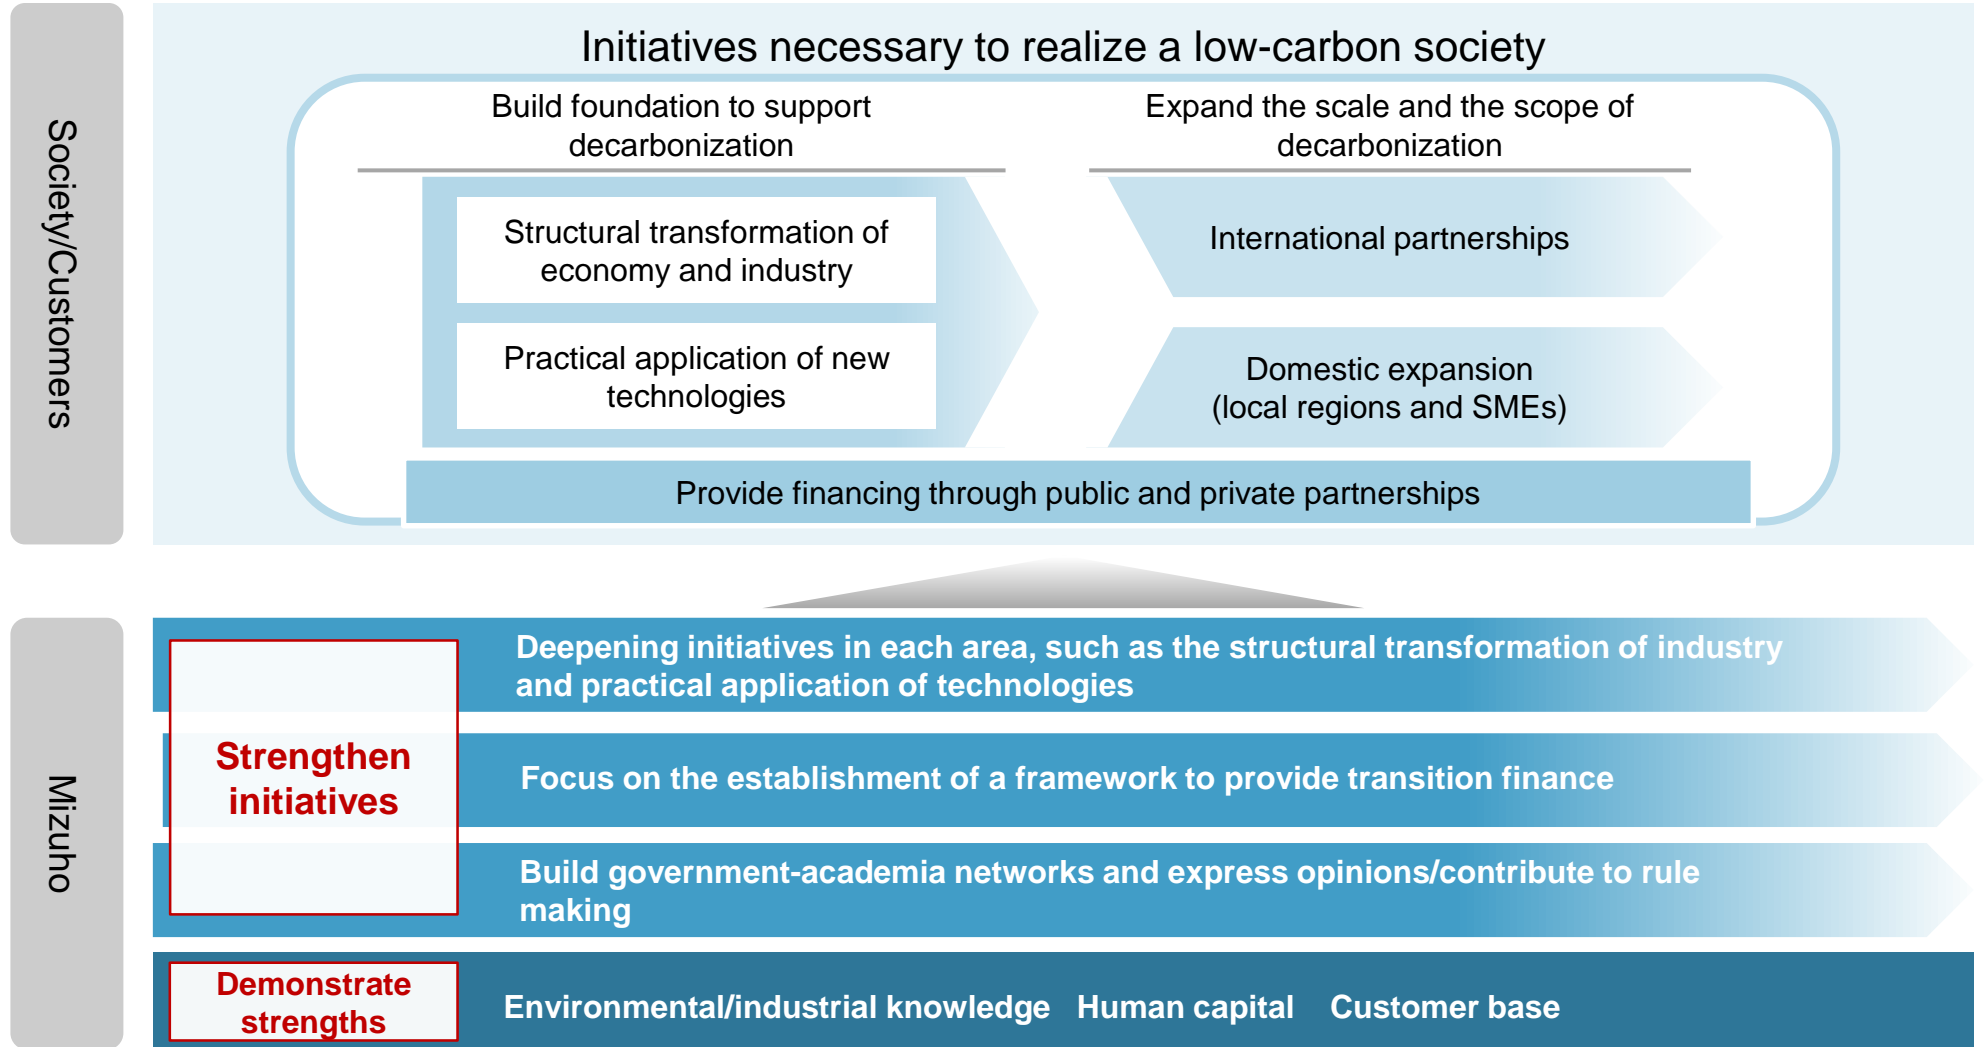 Society/Customers
Initiatives necessary to realize a low-carbon society
Build foundation to support
decarbonization
Expand the scale and the scope of
decarbonization
Structural transformation of
economy and industry
Practical application of new
technologies
International partnerships
Domestic expansion
(local regions and SMEs)
Provide financing through public and private partnerships
Mizuho
Strengthen
initiatives
Deepening initiatives in each area, such as the structural transformation of industry
and practical application of technologies
Focus on the establishment of a framework to provide transition finance
Build government-academia networks and express opinions/contribute to rule
making
Demonstrate
strengths
Environmental/industrial knowledge Human capital Customer base